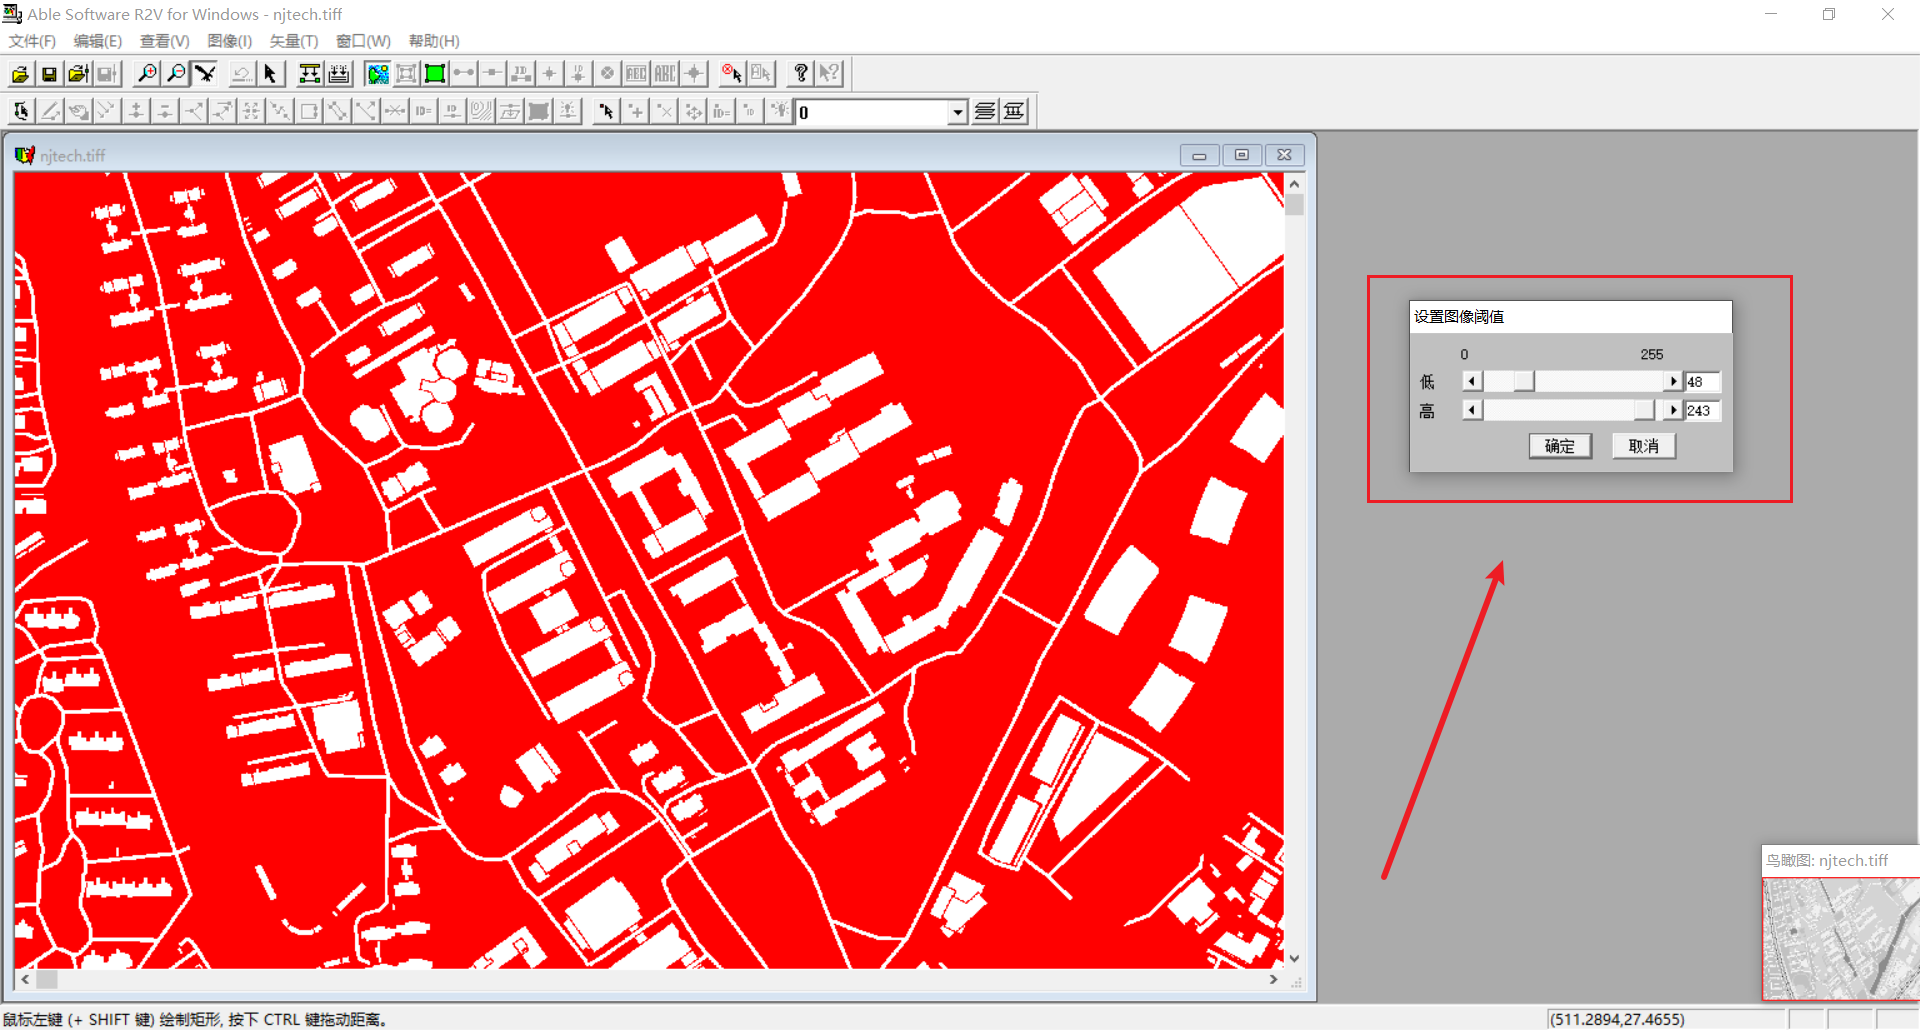 Able Software R2V for Windows - njtech.tiff
文件(F) 编辑(E) 查看(V) 图像(I) 矢量(T) 窗口(W) 帮助(H)
0
njtech.tiff
设置图像阈值
0 255
低 48
高 243
确定 取消
鸟瞰图: njtech.tiff
鼠标左键 (+ SHIFT 键) 绘制矩形, 按下 CTRL 键拖动距离。
(511.2894,27.4655)